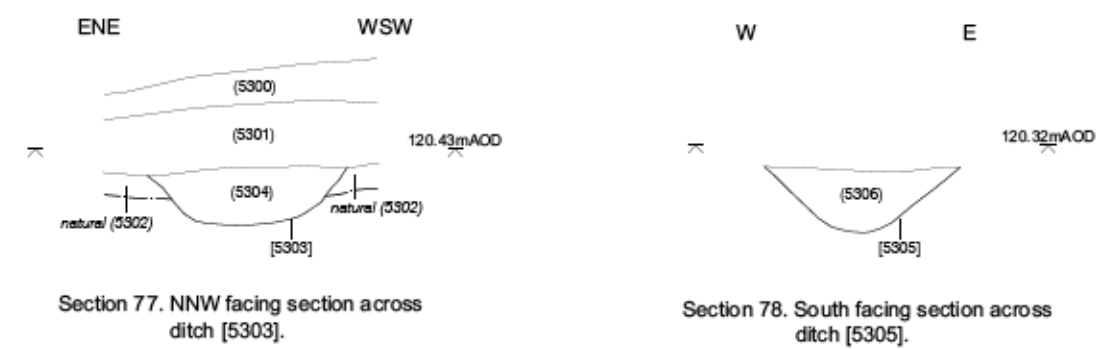 ENE WSW
(5300)
(5301)
120.43mAOD
(5304)
natural (5302)
natural (5302)
[5303]
Section 77. NNW facing section across
ditch [5303].
W E
120.32mAOD
(5306)
[5305]
Section 78. South facing section across
ditch [5305].